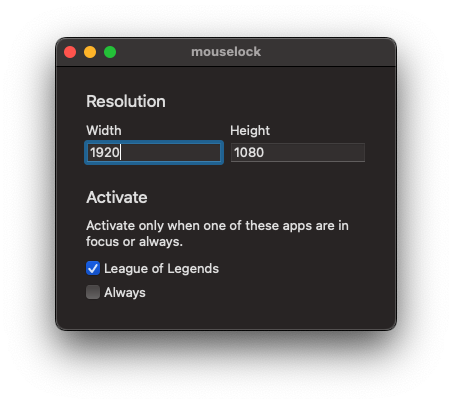 mouselock
Resolution
Width Height
1920 1080
Activate
Activate only when one of these apps are in
focus or always.
League of Legends
Always